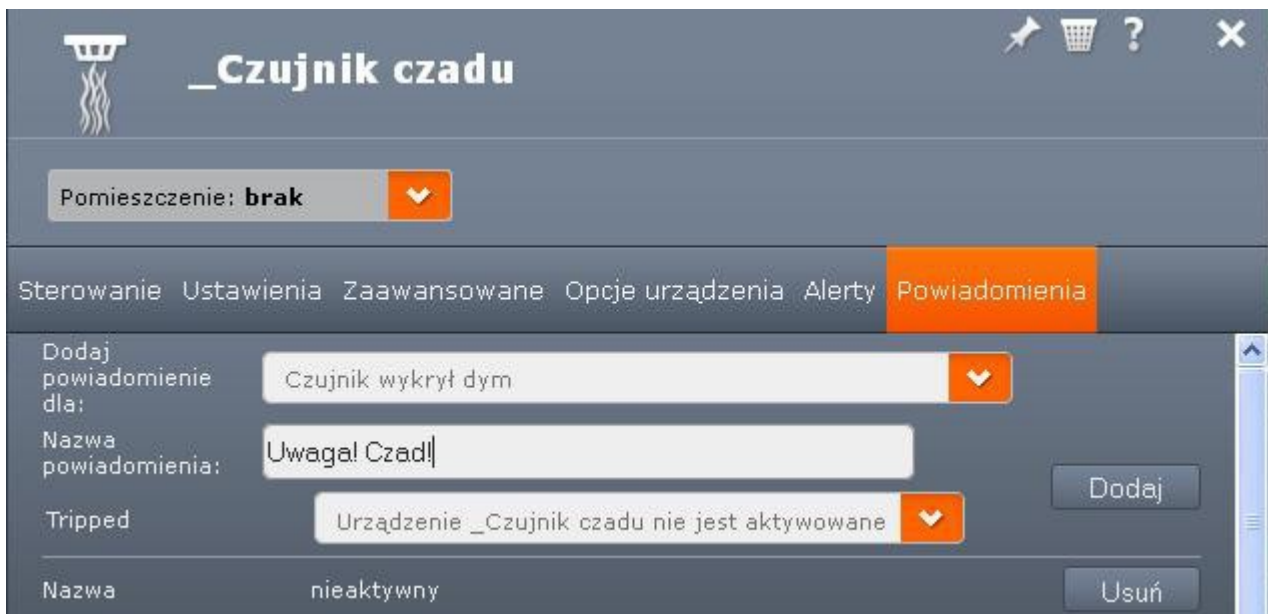 _Czujnik czadu
?
Pomieszczenie: brak
Sterowanie Ustawienia Zaawansowane Opcje urządzenia Alerty Powiadomienia
Dodaj
powiadomienie
dla:
Czujnik wykrył dym
Nazwa
powiadomienia:
Uwaga! Czad!
Dodaj
Tripped
Urządzenie _Czujnik czadu nie jest aktywowane
Nazwa nieaktywny
Usuń